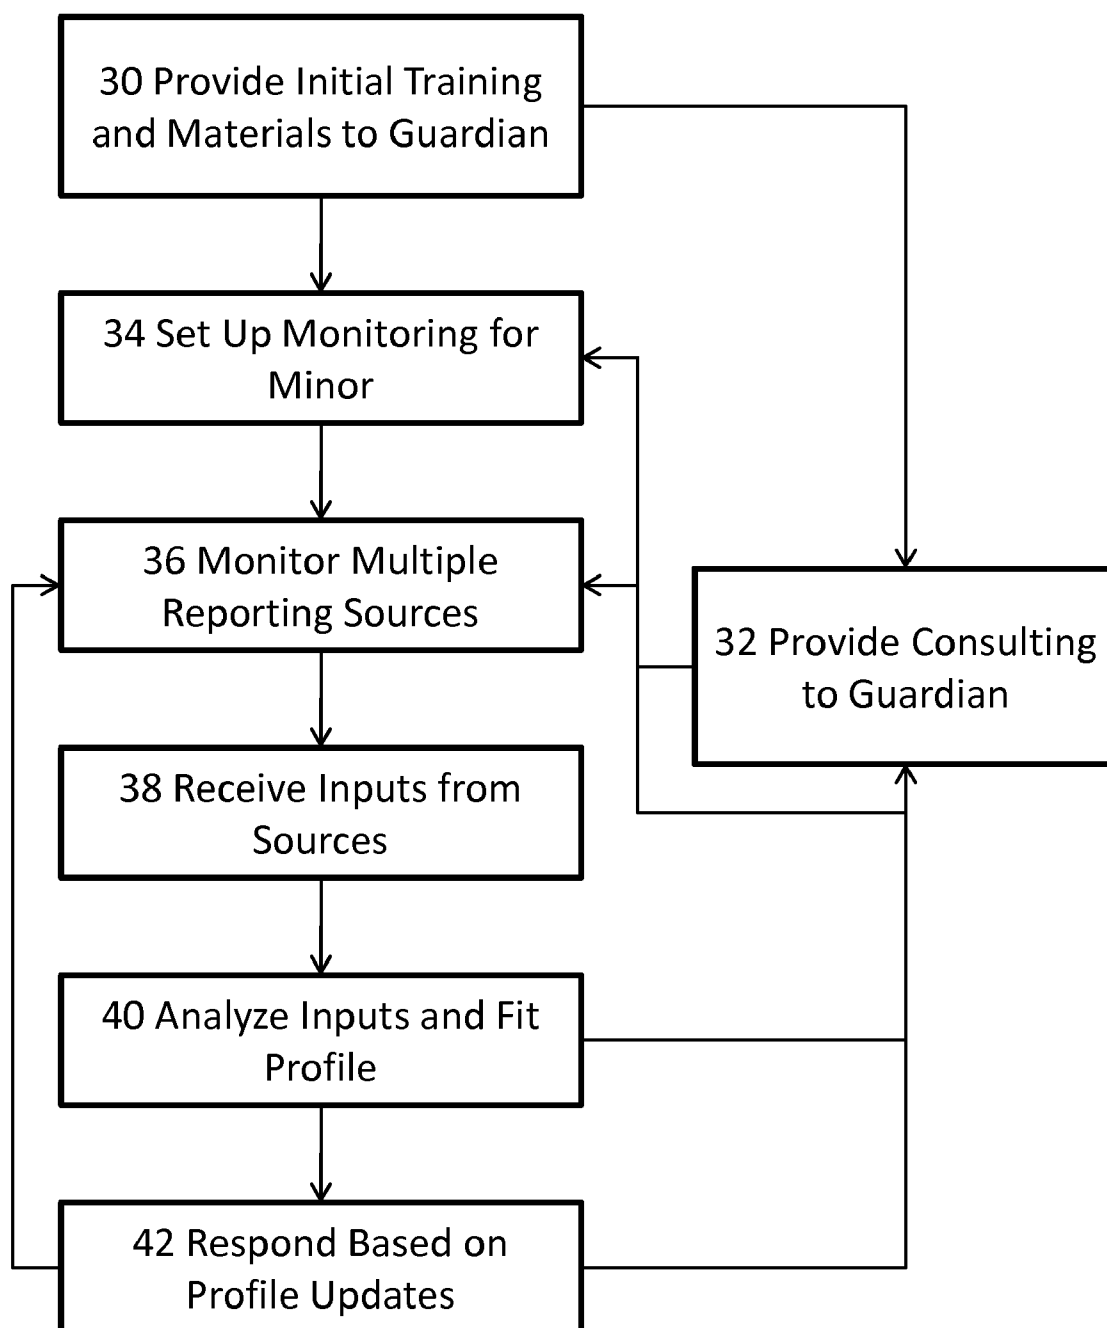 30 Provide Initial Training
and Materials to Guardian
34 Set Up Monitoring for
Minor
36 Monitor Multiple
Reporting Sources
32 Provide Consulting
to Guardian
38 Receive Inputs from
Sources
40 Analyze Inputs and Fit
Profile
42 Respond Based on
Profile Updates